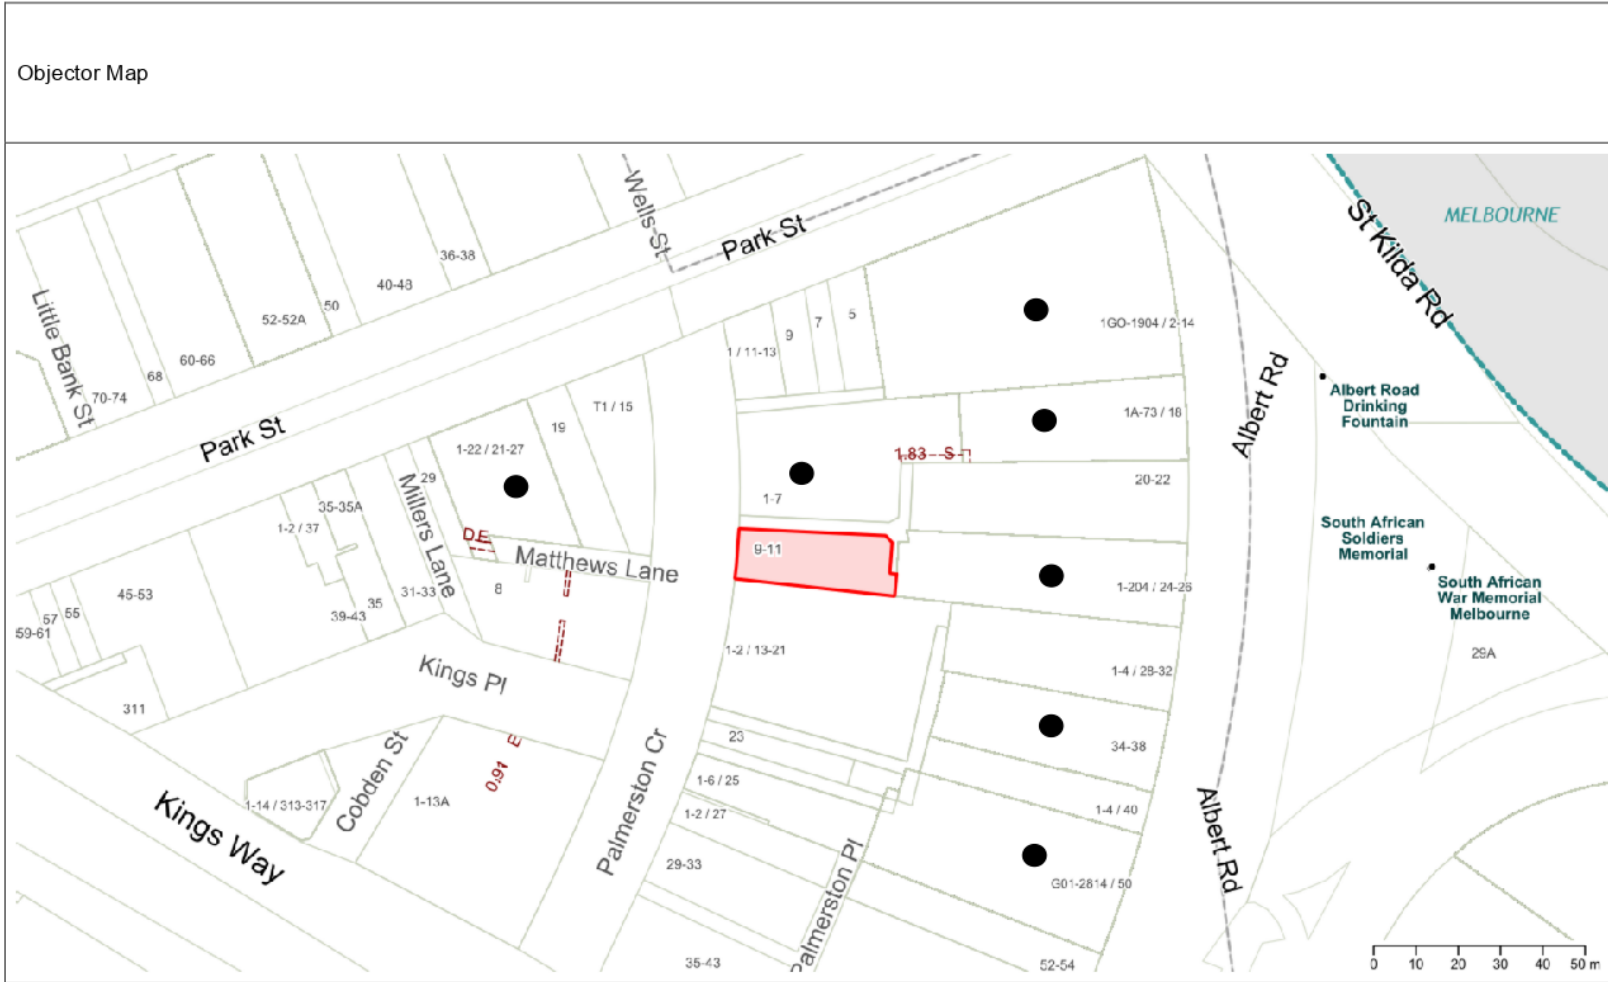 Objector Map
MELBOURNE
St Kilda Rd
Wells St
Park St
36-38
40-48
50
52-52A
Little Bank St
60-66
68
70-74
Park St
1GO-1904 / 2-14
5
7
9
1 / 11-13
Albert Rd
Albert Road
Drinking
Fountain
T1 / 15
19
1-22 / 21-27
29
1A-73 / 18
1.83 S
20-22
1-7
Millers Lane
35-35A
1-2 / 37
D.E
Matthews Lane
9-11
South African
Soldiers
Memorial
South African
War Memorial
Melbourne
1-204 / 24-26
8
31-33
35
39-43
45-53
55
57
59-61
1-2 / 13-21
29A
Kings Pl
1-4 / 28-32
311
23
34-38
Cobden St
0.91 E
Palmerston Cr
1-6 / 25
1-14 / 313-317
1-13A
1-2 / 27
1-4 / 40
Kings Way
Albert Rd
29-33
Palmerston Pl
G01-2814 / 50
35-43
52-54
0 10 20 30 40 50 m